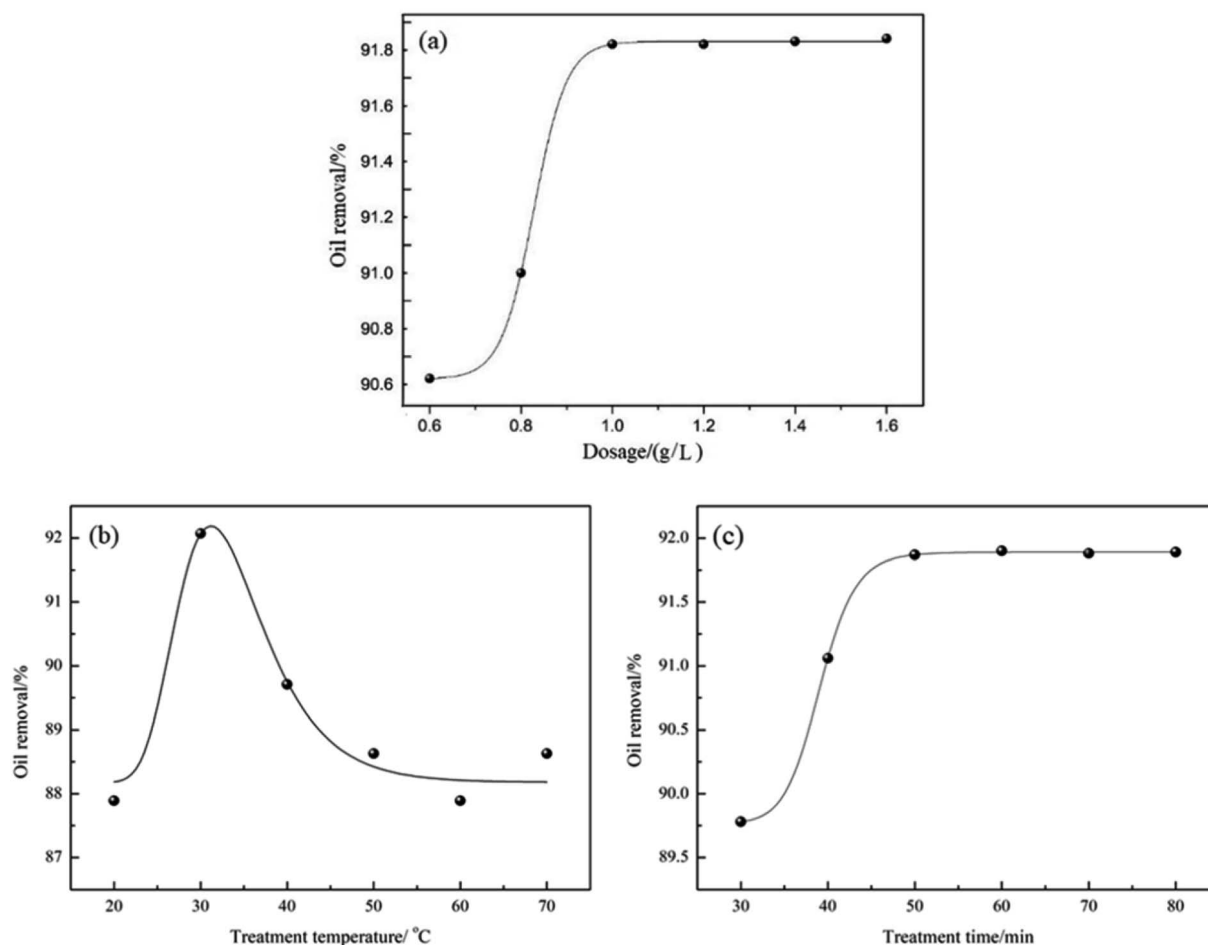 (a)
91.8
91.6
91.4
91.2
91.0
90.8
90.6
Oil removal/%
0.6 0.8 1.0 1.2 1.4 1.6
Dosage/(g/L)
(b)
92
91
90
89
88
87
Oil removal/%
20 30 40 50 60 70
Treatment temperature/ °C
(c)
92.0
91.5
91.0
90.5
90.0
89.5
Oil removal/%
30 40 50 60 70 80
Treatment time/min